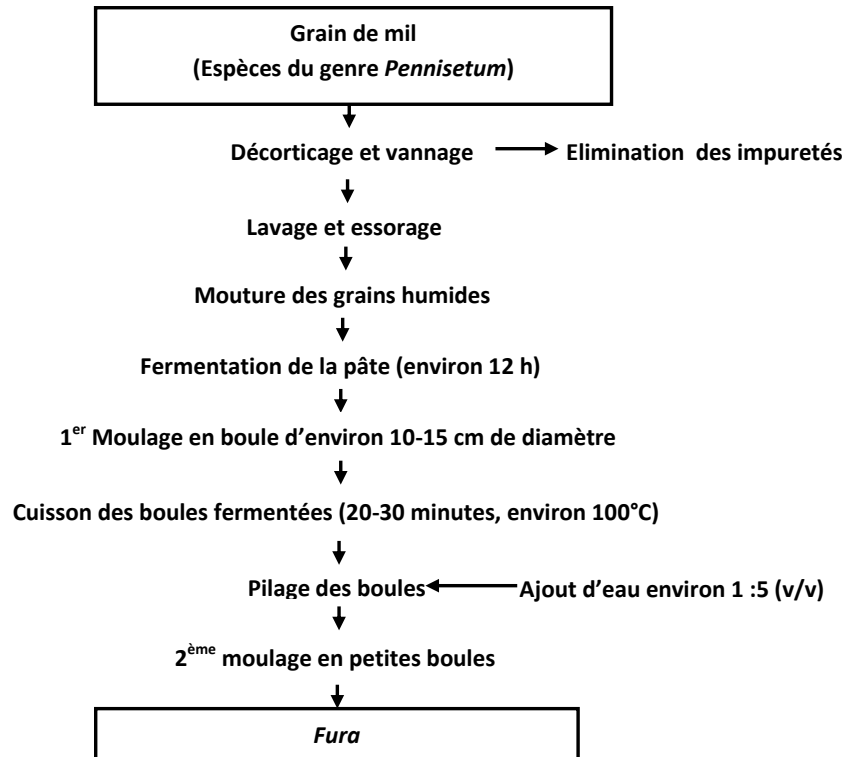 Grain de mil
(Espèces du genre Pennisetum)
Décorticage et vannage
Elimination des impuretés
Lavage et essorage
Mouture des grains humides
Fermentation de la pâte (environ 12 h)
1er Moulage en boule d’environ 10-15 cm de diamètre
Cuisson des boules fermentées (20-30 minutes, environ 100°C)
Pilage des boules
Ajout d’eau environ 1 :5 (v/v)
2ème moulage en petites boules
Fura